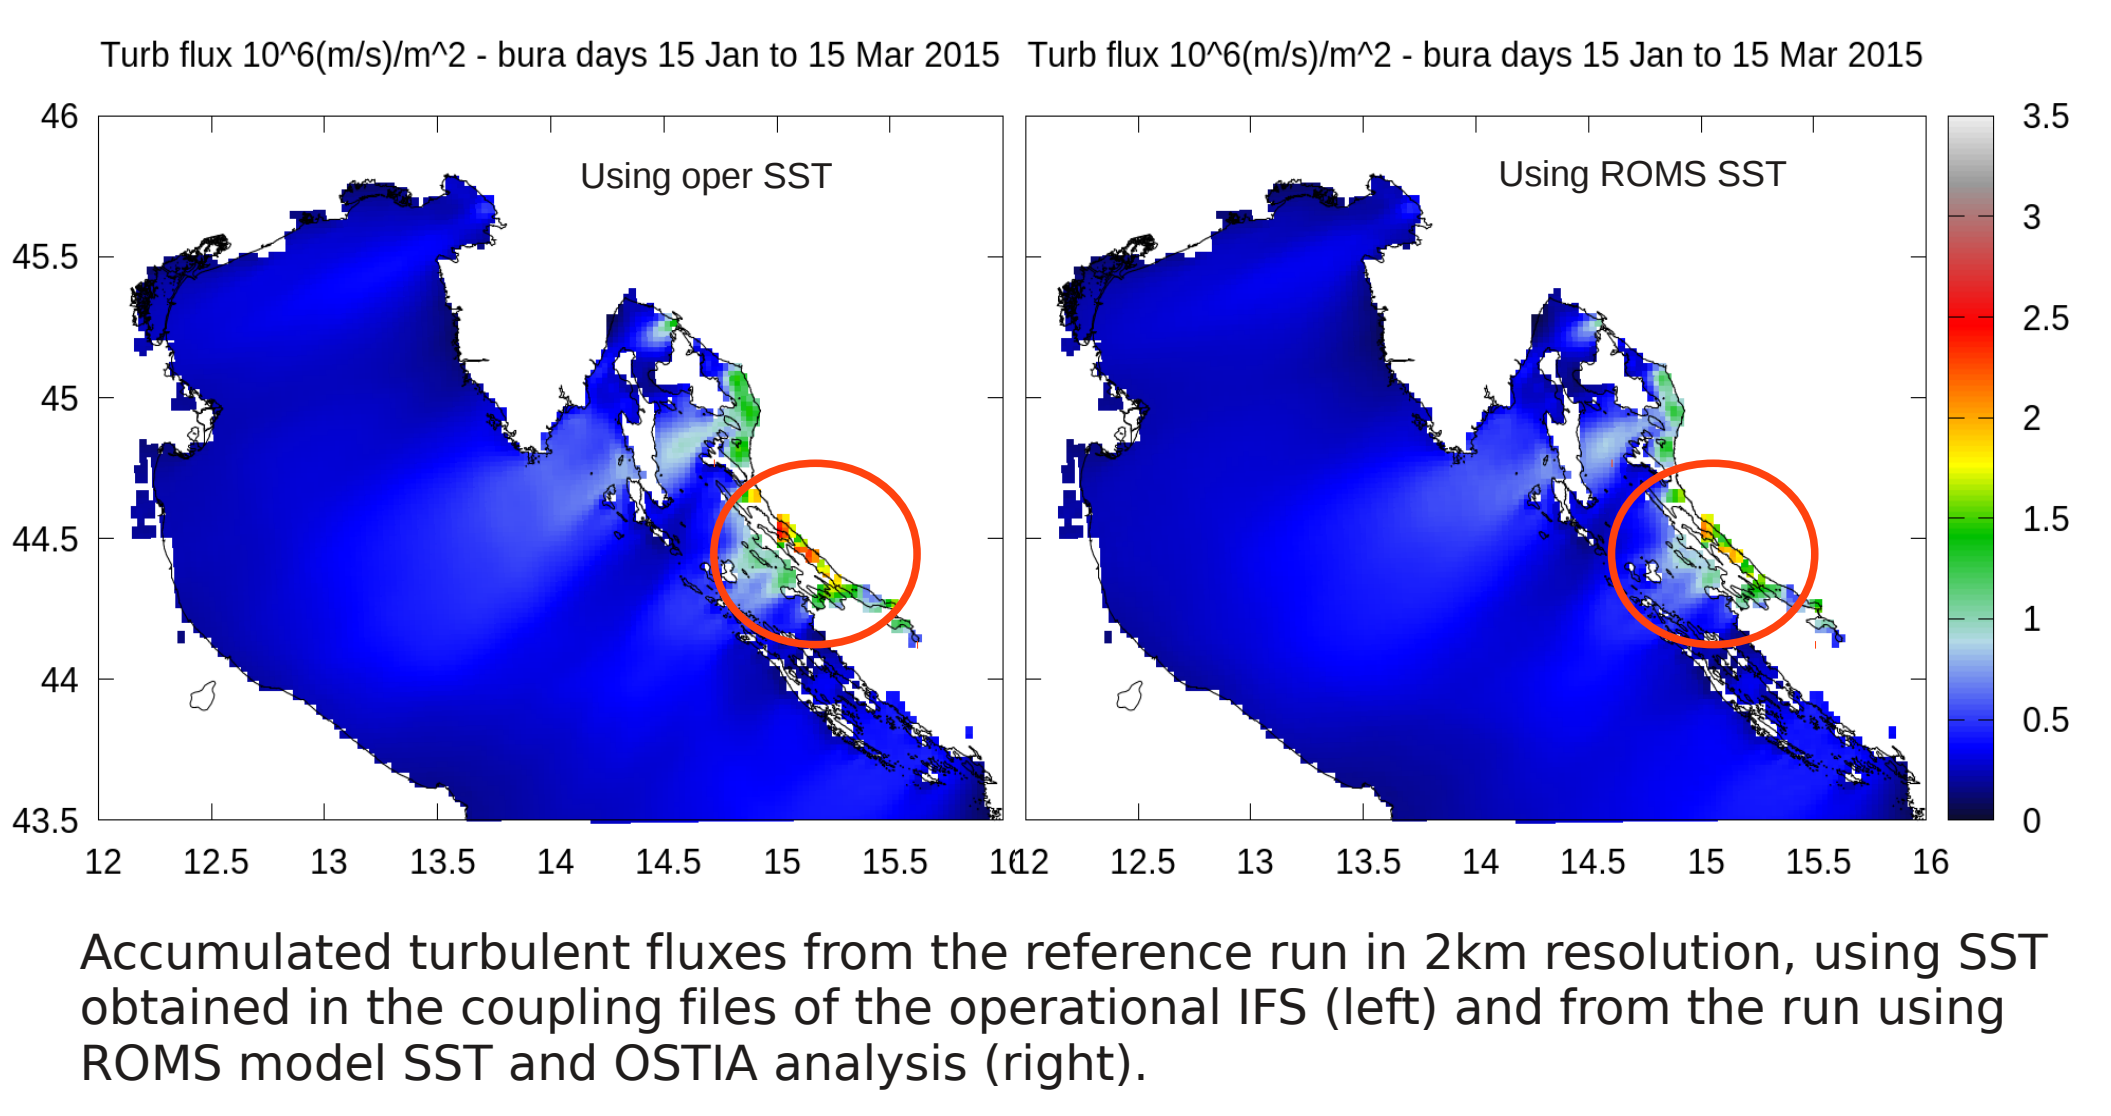 Turb flux 10^6(m/s)/m^2 - bura days 15 Jan to 15 Mar 2015
Turb flux 10^6(m/s)/m^2 - bura days 15 Jan to 15 Mar 2015
Using oper SST
Using ROMS SST
46
45.5
45
44.5
44
43.5
12 12.5 13 13.5 14 14.5 15 15.5 16
12 12.5 13 13.5 14 14.5 15 15.5 16
3.5
3
2.5
2
1.5
1
0.5
0
Accumulated turbulent fluxes from the reference run in 2km resolution, using SST
obtained in the coupling files of the operational IFS (left) and from the run using
ROMS model SST and OSTIA analysis (right).